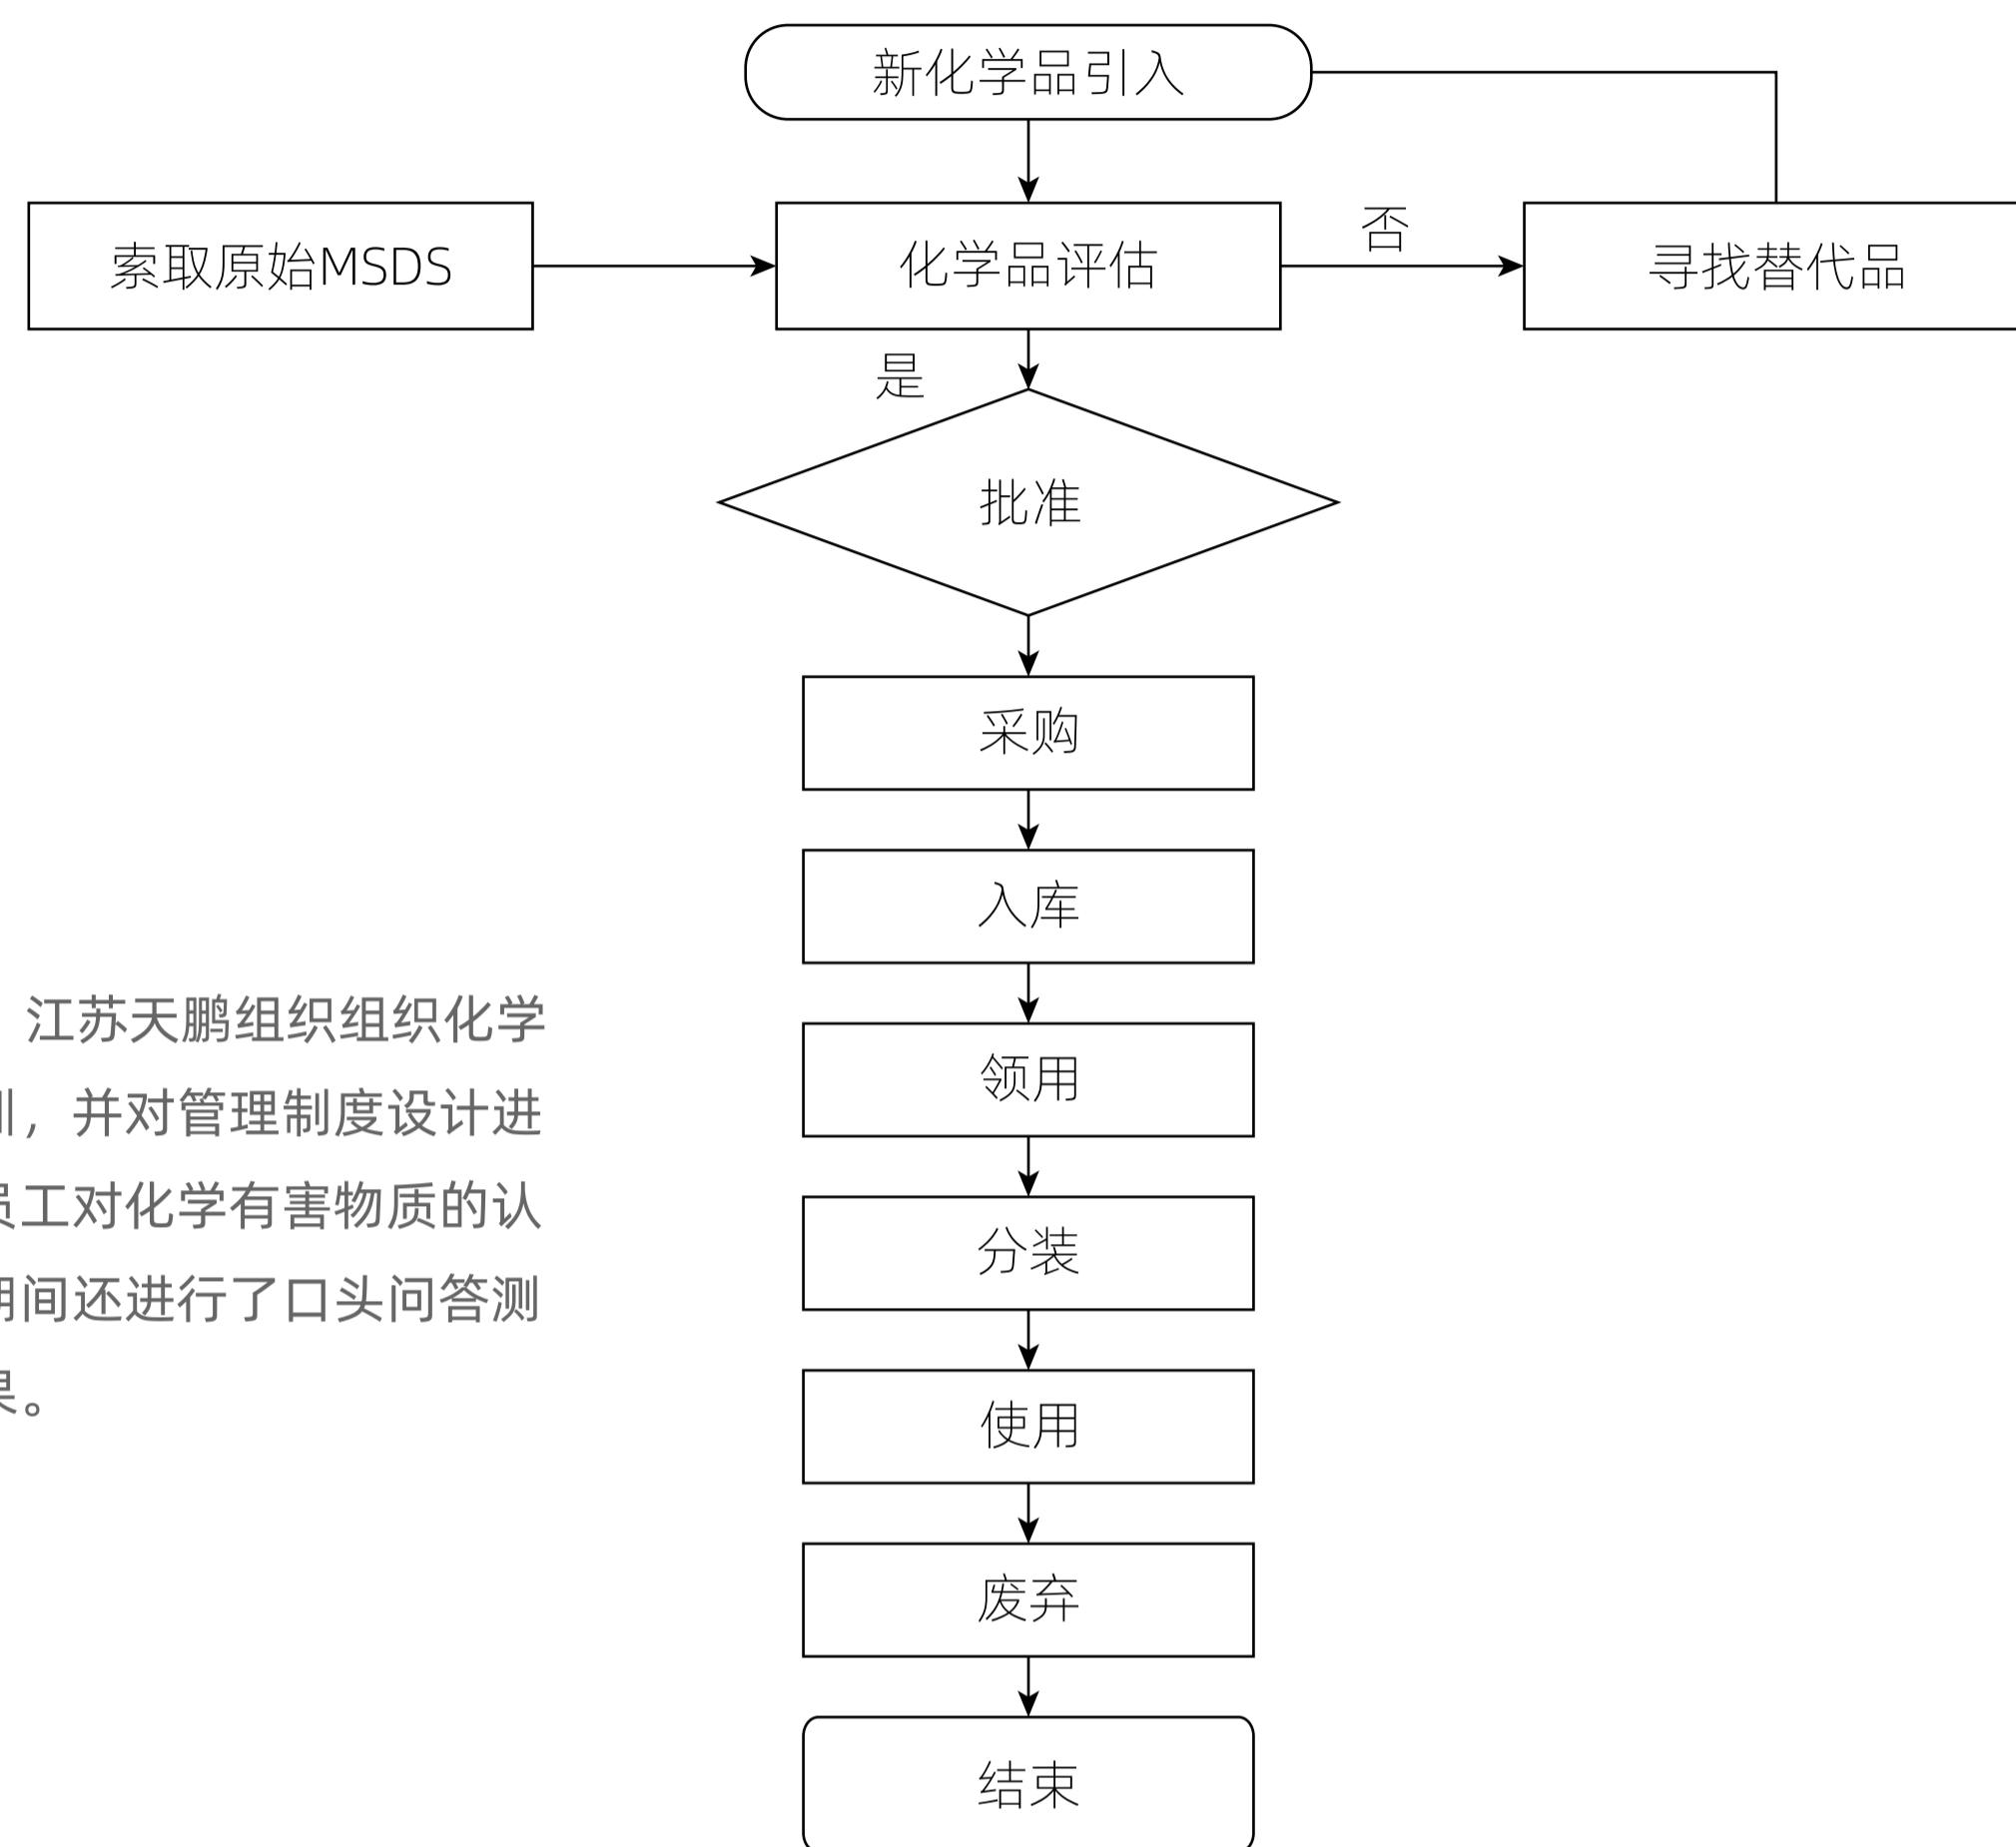 新化学品引入
索取原始MSDS
化学品评估
否
寻找替代品
是
批准
采购
入库
领用
分装
使用
废弃
结束
江苏天鹏组织组织化学
，并对管理制度设计进
工对化学有害物质的认
间还进行了口头问答测
。